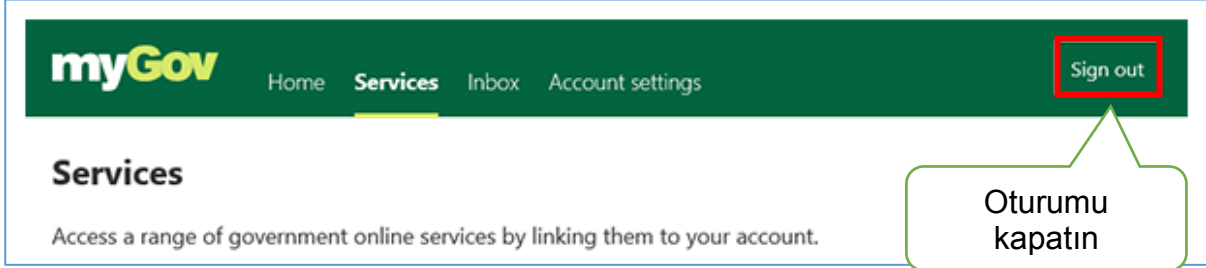 myGov Home Services Inbox Account settings Sign out
Services
Access a range of government online services by linking them to your account.
Oturumu
kapatın